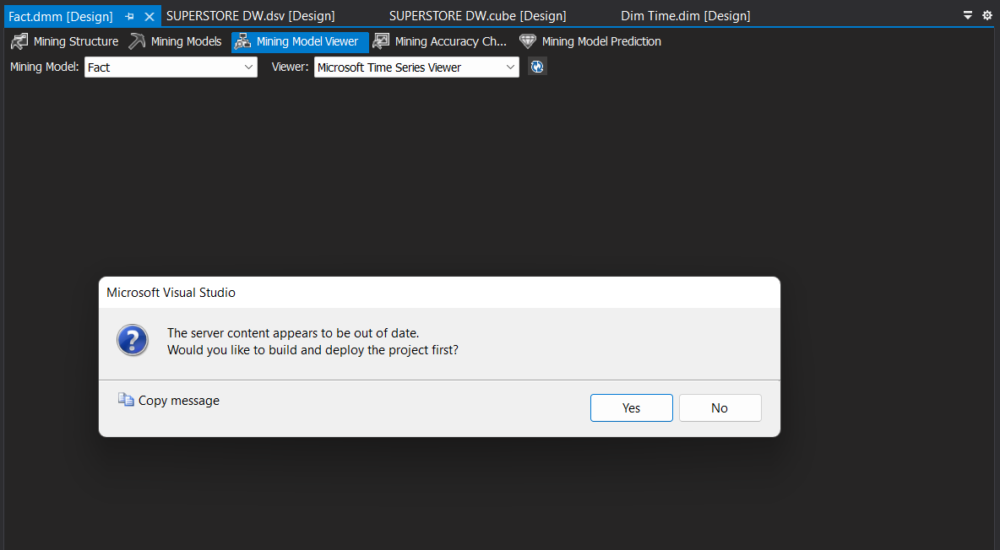 Fact.dmm [Design] SUPERSTORE DW.dsv [Design] SUPERSTORE DW.cube [Design] Dim Time.dim [Design]
Mining Structure Mining Models Mining Model Viewer Mining Accuracy Ch... Mining Model Prediction
Mining Model: Fact Viewer: Microsoft Time Series Viewer
Microsoft Visual Studio
The server content appears to be out of date.
Would you like to build and deploy the project first?
Copy message
Yes No